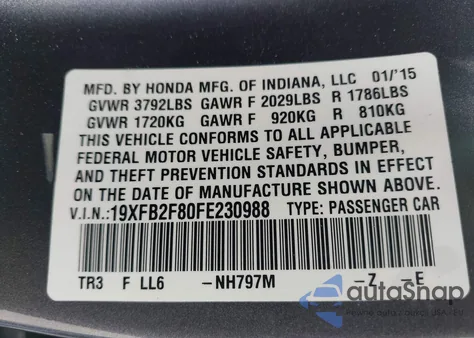 MFD. BY HONDA MFG. OF INDIANA, LLC 01/'15
GVWR 3792LBS GAWR F 2029LBS R 1786LBS
GVWR 1720KG GAWR F 920KG R 810KG
THIS VEHICLE CONFORMS TO ALL APPLICABLE
FEDERAL MOTOR VEHICLE SAFETY, BUMPER,
AND THEFT PREVENTION STANDARDS IN EFFECT
ON THE DATE OF MANUFACTURE SHOWN ABOVE.
V.I.N.:19XFB2F80FE230988 TYPE: PASSENGER CAR
TR3 F LL6 -NH797M -Z -E
autoSnap